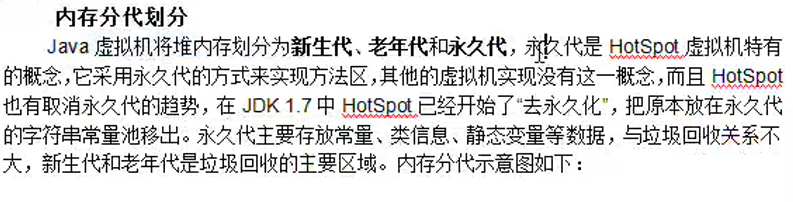 内存分代划分
Java 虚拟机将堆内存划分为新生代、老年代和永久代，永久代是 HotSpot 虚拟机特有
的概念，它采用永久代的方式来实现方法区，其他的虚拟机实现没有这一概念，而且 HotSpot
也有取消永久代的趋势，在 JDK 1.7 中 HotSpot 已经开始了“去永久化”，把原本放在永久代
的字符串常量池移出。永久代主要存放常量、类信息、静态变量等数据，与垃圾回收关系不
大，新生代和老年代是垃圾回收的主要区域。内存分代示意图如下：